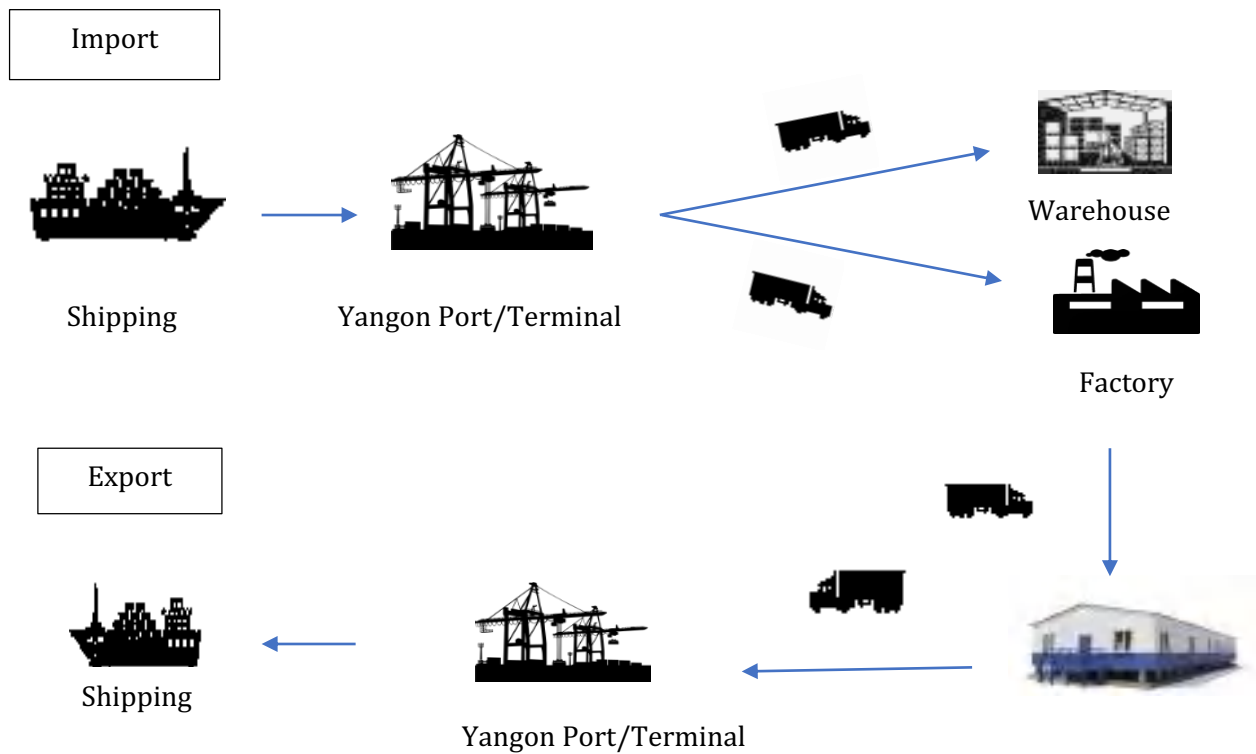 Import
Warehouse
Shipping
Yangon Port/Terminal
Factory
Export
Shipping
Yangon Port/Terminal